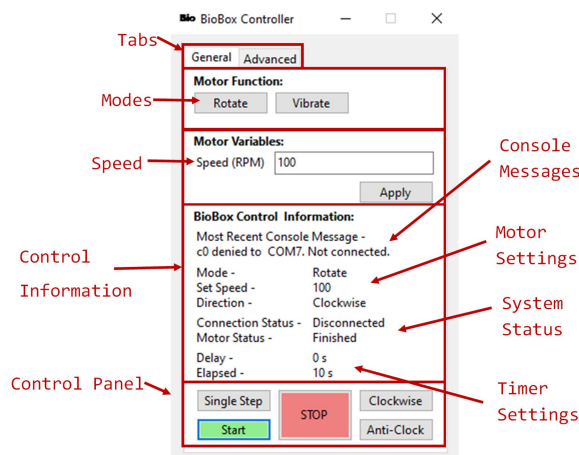 Bio BioBox Controller
Tabs
General Advanced
Motor Function:
Modes
Rotate Vibrate
Motor Variables:
Speed
Speed (RPM) 100
Apply
Console
Messages
BioBox Control Information:
Most Recent Console Message -
c0 denied to COM7. Not connected.
Control
Information
Mode - Rotate
Set Speed - 100
Direction - Clockwise
Motor
Settings
Connection Status - Disconnected
Motor Status - Finished
System
Status
Delay - 0 s
Elapsed - 10 s
Timer
Settings
Control Panel
Single Step STOP Clockwise
Start Anti-Clock